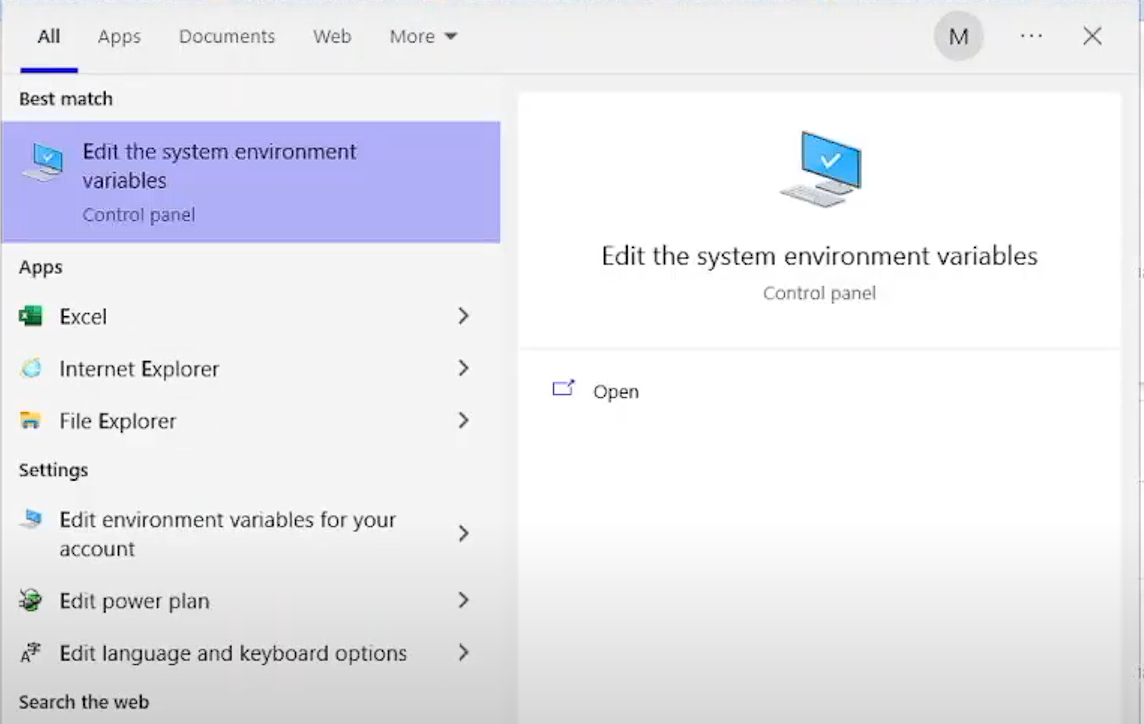 All Apps Documents Web More M ...
Best match
Edit the system environment
variables
Control panel
Apps
Excel
Internet Explorer
File Explorer
Settings
Edit environment variables for your
account
Edit power plan
Edit language and keyboard options
Search the web
Edit the system environment variables
Control panel
Open